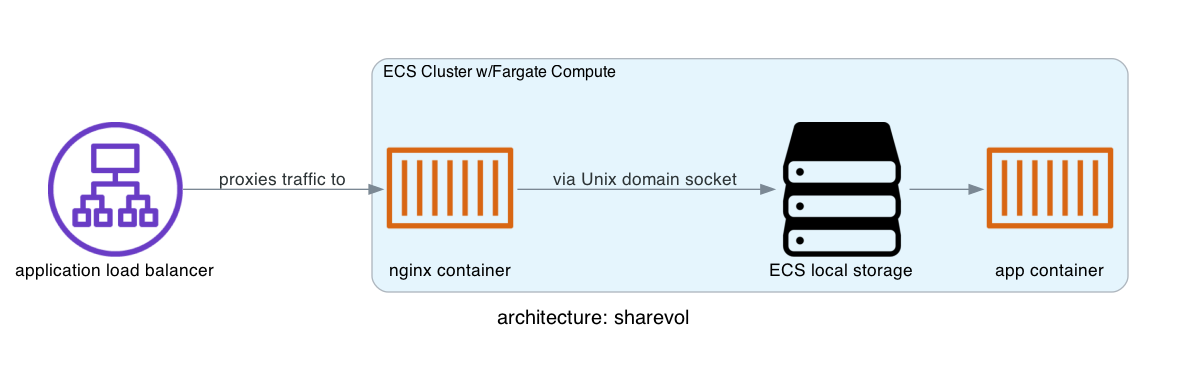 ECS Cluster w/Fargate Compute
proxies traffic to
via Unix domain socket
application load balancer
nginx container
ECS local storage
app container
architecture: sharevol